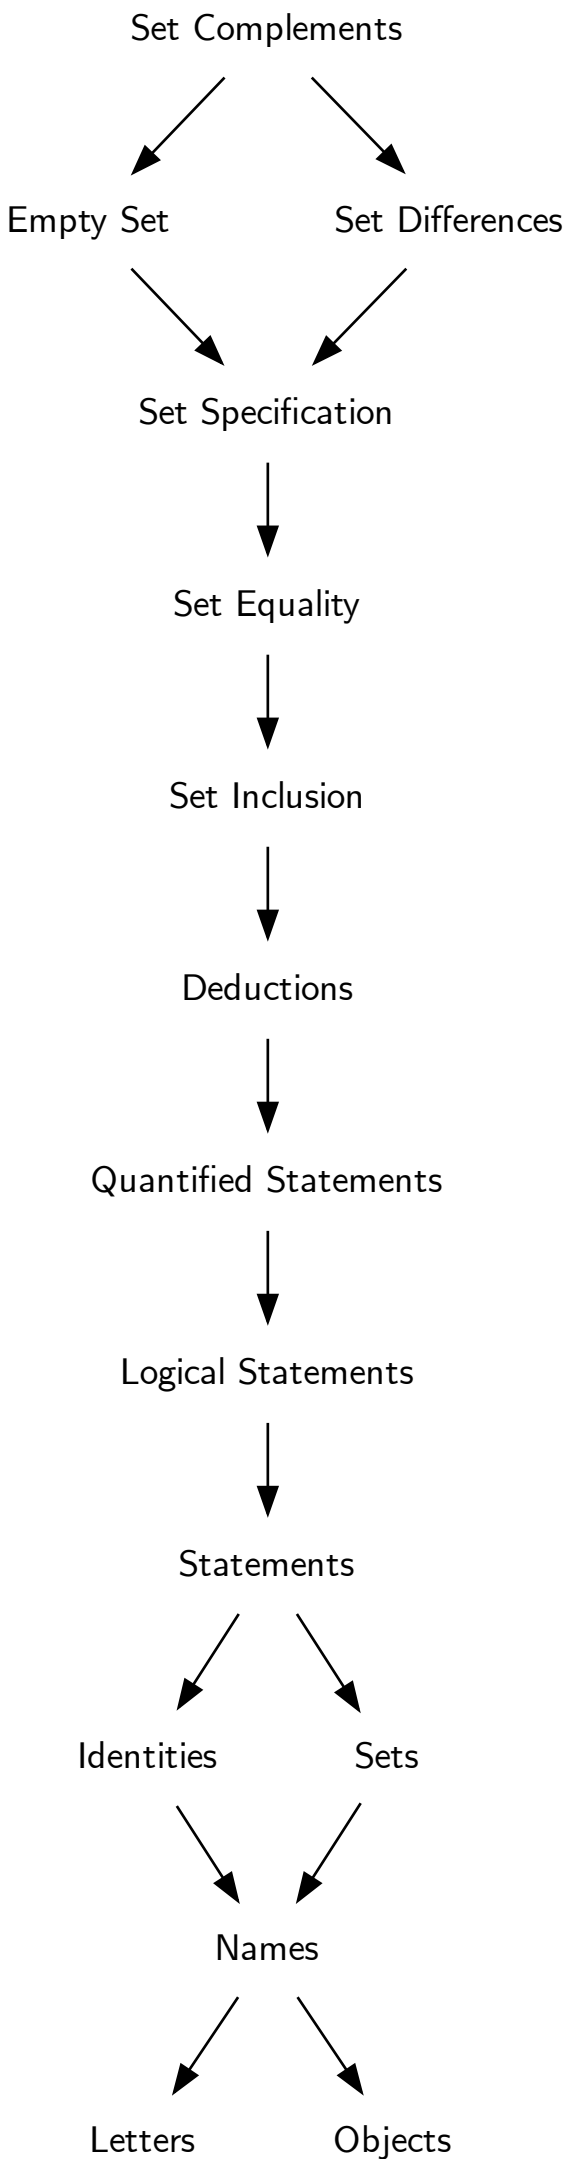 Set Complements
Empty Set
Set Differences
Set Specification
Set Equality
Set Inclusion
Deductions
Quantified Statements
Logical Statements
Statements
Identities
Sets
Names
Letters
Objects